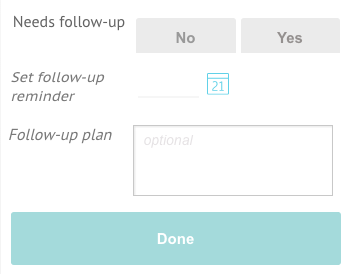 Needs follow-up
No Yes
Set follow-up
reminder
21
Follow-up plan
optional
Done